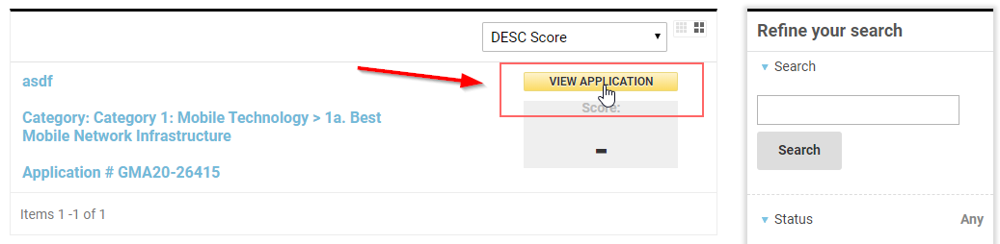 DESC Score
asdf
VIEW APPLICATION
Score:
-
Category: Category 1: Mobile Technology > 1a. Best
Mobile Network Infrastructure
Application # GMA20-26415
Items 1 -1 of 1
Refine your search
Search
Search
Status Any